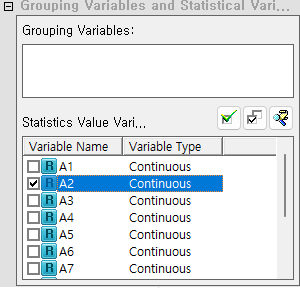 Grouping Variables and Statistical Vari...
Grouping Variables:
Statistics Value Vari...
Variable Name Variable Type
R A1 Continuous
R A2 Continuous
R A3 Continuous
R A4 Continuous
R A5 Continuous
R A6 Continuous
R A7 Continuous